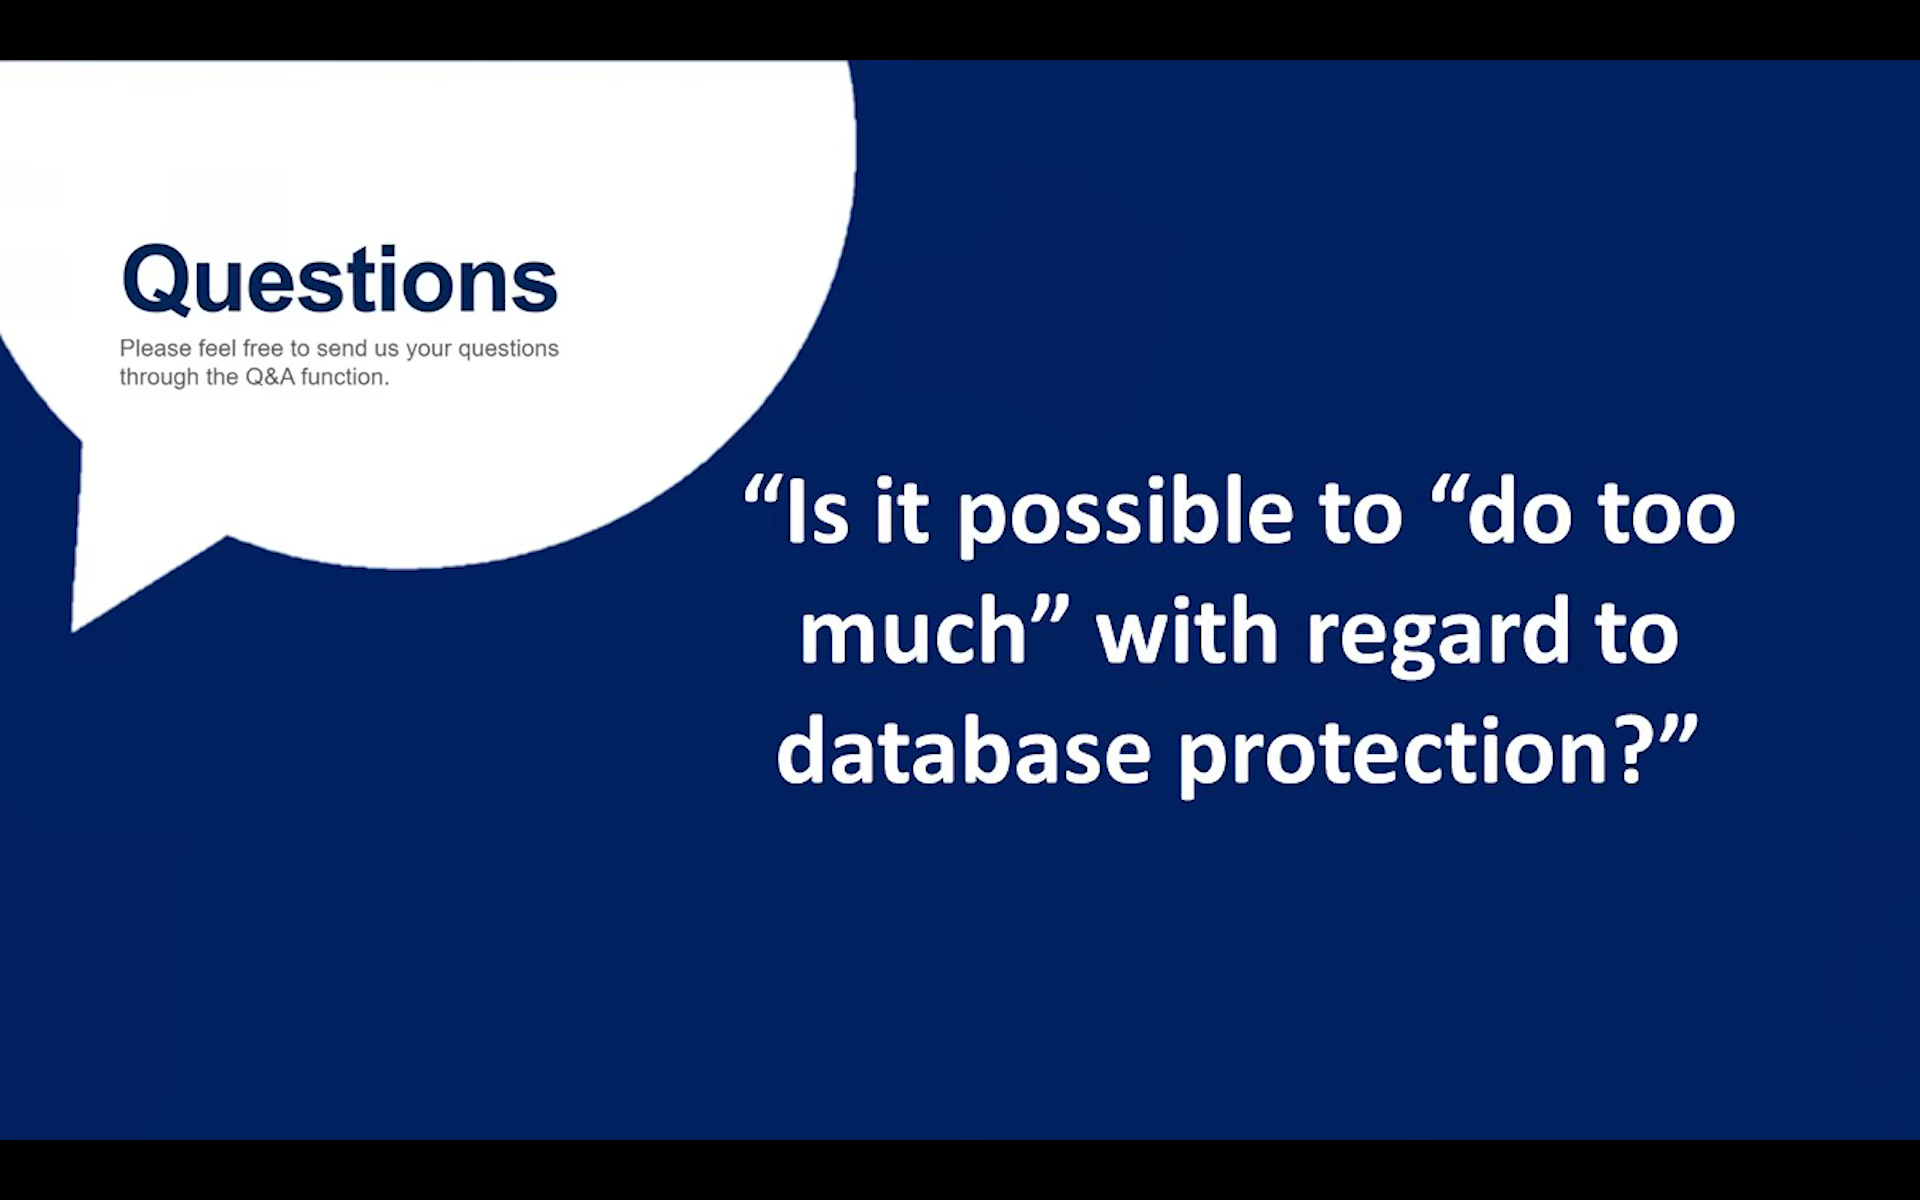 Questions
Please feel free to send us your questions
through the Q&A function.
“Is it possible to “do too
much” with regard to
database protection?”